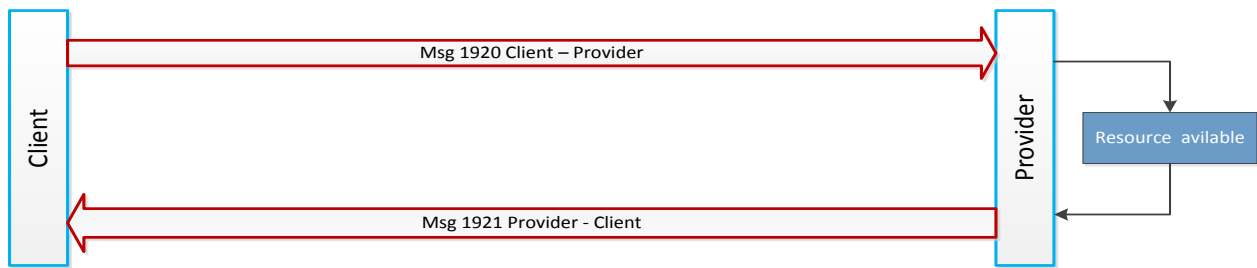 Client
Msg 1920 Client – Provider
Provider
Resource  avilable
Msg 1921 Provider - Client